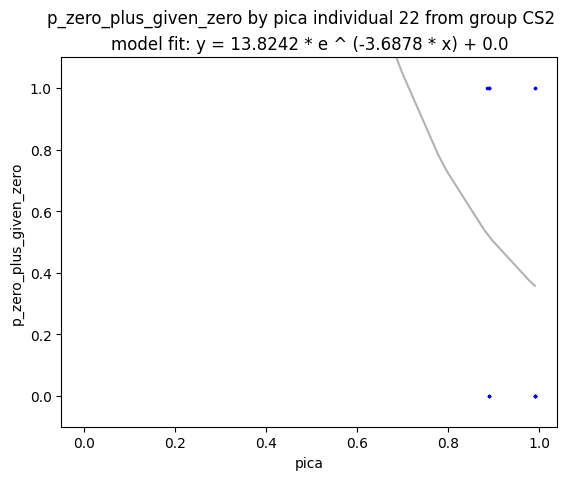 p_zero_plus_given_zero by pica individual 22 from group CS2
model fit: y = 13.8242 * e ^ (-3.6878 * x) + 0.0
1.0
0.8
0.6
0.4
0.2
0.0
p_zero_plus_given_zero
0.0 0.2 0.4 0.6 0.8 1.0
pica